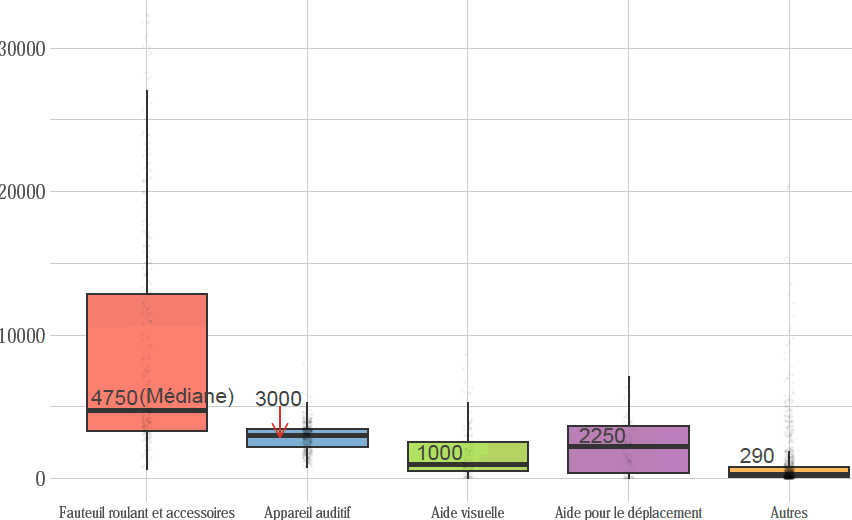 30000
20000
10000
4750(Médiane)
3000
2250
1000
290
0
Fauteuil roulant et accessoires
Appareil auditif
Aide visuelle
Aide pour le déplacement
Autres